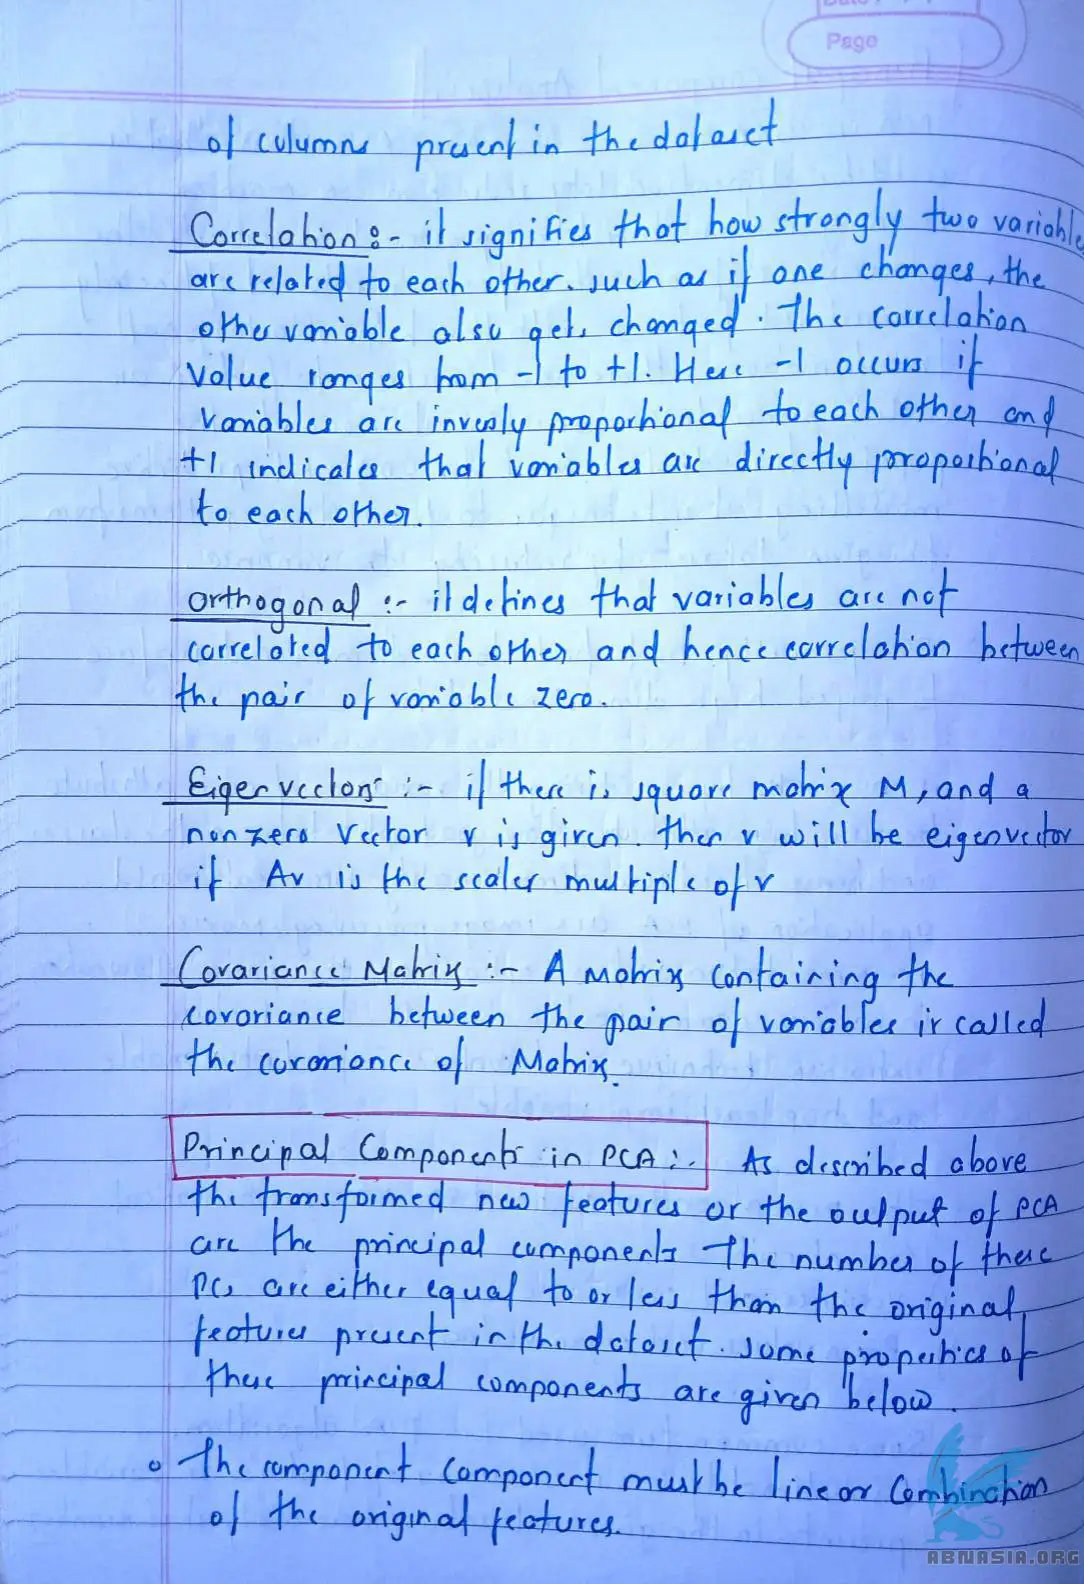 Page
of columns present in the dataset
Correlation :- it signifies that how strongly two variable
are related to each other. such as if one changes, the
other variable also gets changed. The correlation
value ranges from -1 to +1. Here -1 occurs if
variables are inversly proportional to each other and
+1 indicates that variables are directly proportional
to each other.
orthogonal :- it defines that variables are not
correlated to each other and hence correlation between
the pair of variable zero.
Eigen vectors :- if there is square matrix M, and a
non zero vector v is given. then v will be eigenvector
if Av is the scaler multiple of v
Covariance Matrix :- A Matrix containing the
covariance between the pair of variables is called
the covariance of Matrix.
Principal Components in PCA :- As described above
the transformed new features or the output of PCA
are the principal components The number of these
PCs are either equal to or less than the original
features present in the dataset. some properties of
these principal components are given below.
o The component component must be linear Combination
of the original features.
ABNASIA.ORG